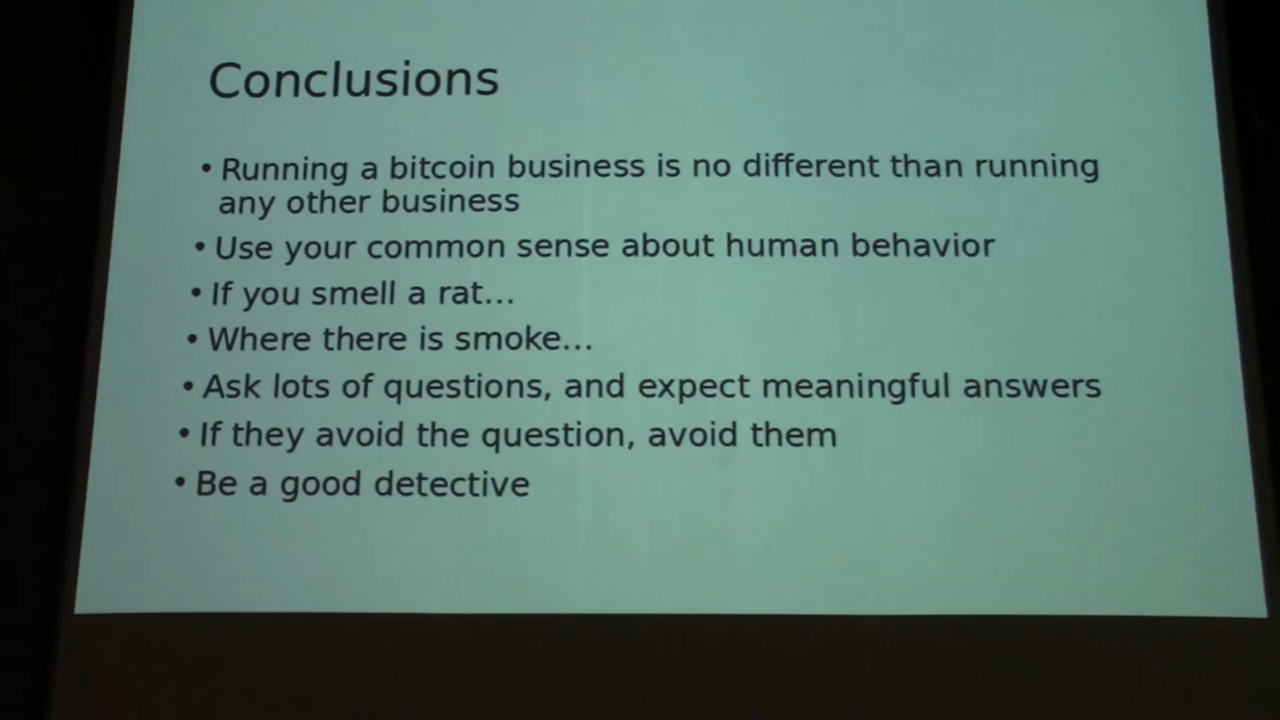 Conclusions
• Running a bitcoin business is no different than running
any other business
• Use your common sense about human behavior
• If you smell a rat...
• Where there is smoke...
• Ask lots of questions, and expect meaningful answers
• If they avoid the question, avoid them
• Be a good detective